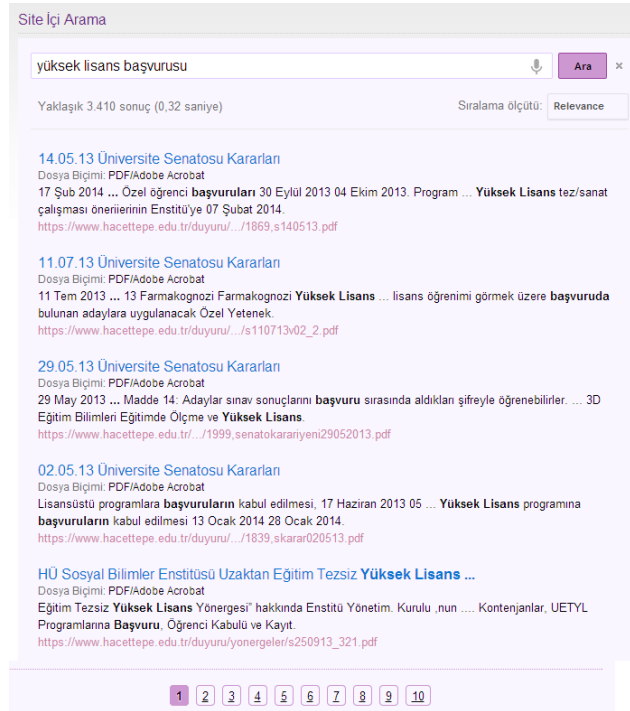 Site İçi Arama
yüksek lisans başvurusu
Ara ×
Yaklaşık 3.410 sonuç (0,32 saniye) Sıralama ölçütü: Relevance
14.05.13 Üniversite Senatosu Kararları
Dosya Biçimi: PDF/Adobe Acrobat
17 Şub 2014 ... Özel öğrenci başvuruları 30 Eylül 2013 04 Ekim 2013. Program ... Yüksek Lisans tez/sanat
çalışması önerilerinin Enstitü'ye 07 Şubat 2014.
https://www.hacettepe.edu.tr/duyuru/.../1869,s140513.pdf
11.07.13 Üniversite Senatosu Kararları
Dosya Biçimi: PDF/Adobe Acrobat
11 Tem 2013 ... 13 Farmakognozi Farmakognozi Yüksek Lisans ... lisans öğrenimi görmek üzere başvuruda
bulunan adaylara uygulanacak Özel Yetenek.
https://www.hacettepe.edu.tr/duyuru/.../s110713v02_2.pdf
29.05.13 Üniversite Senatosu Kararları
Dosya Biçimi: PDF/Adobe Acrobat
29 May 2013 ... Madde 14: Adaylar sınav sonuçlarını başvuru sırasında aldıkları şifreyle öğrenebilirler. ... 3D
Eğitim Bilimleri Eğitimde Ölçme ve Yüksek Lisans.
https://www.hacettepe.edu.tr/.../1999,senatokarariyeni29052013.pdf
02.05.13 Üniversite Senatosu Kararları
Dosya Biçimi: PDF/Adobe Acrobat
Lisansüstü programlara başvuruların kabul edilmesi, 17 Haziran 2013 05 ... Yüksek Lisans programına
başvuruların kabul edilmesi 13 Ocak 2014 28 Ocak 2014.
https://www.hacettepe.edu.tr/duyuru/.../1839,skarar020513.pdf
HÜ Sosyal Bilimler Enstitüsü Uzaktan Eğitim Tezsiz Yüksek Lisans ...
Dosya Biçimi: PDF/Adobe Acrobat
Eğitim Tezsiz Yüksek Lisans Yönergesi” hakkında Enstitü Yönetim. Kurulu ,nun .... Kontenjanlar, UETYL
Programlarına Başvuru, Öğrenci Kabulü ve Kayıt.
https://www.hacettepe.edu.tr/duyuru/yonergeler/s250913_321.pdf
1 2 3 4 5 6 7 8 9 10